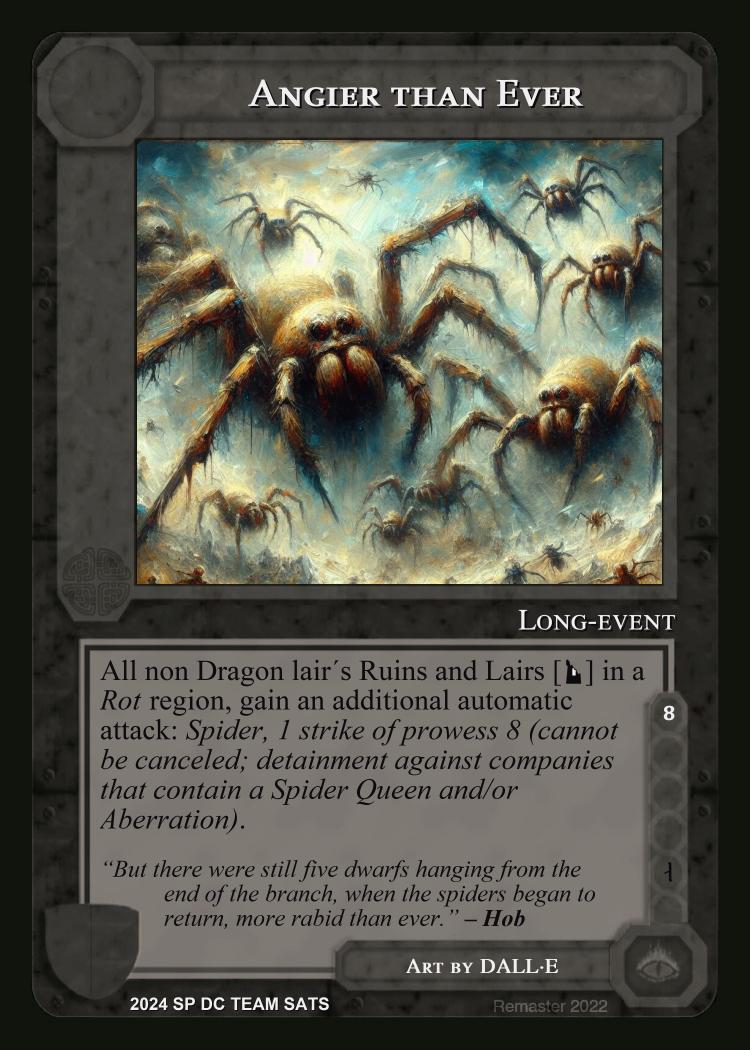 Angier than Ever
Long-event
All non Dragon lair´s Ruins and Lairs [] in a
Rot region, gain an additional automatic
attack: Spider, 1 strike of prowess 8 (cannot
be canceled; detainment against companies
that contain a Spider Queen and/or
Aberration).
8
“But there were still five dwarfs hanging from the
end of the branch, when the spiders began to
return, more rabid than ever.” – Hob
Art by DALL·E
2024 SP DC TEAM SATS
Remaster 2022